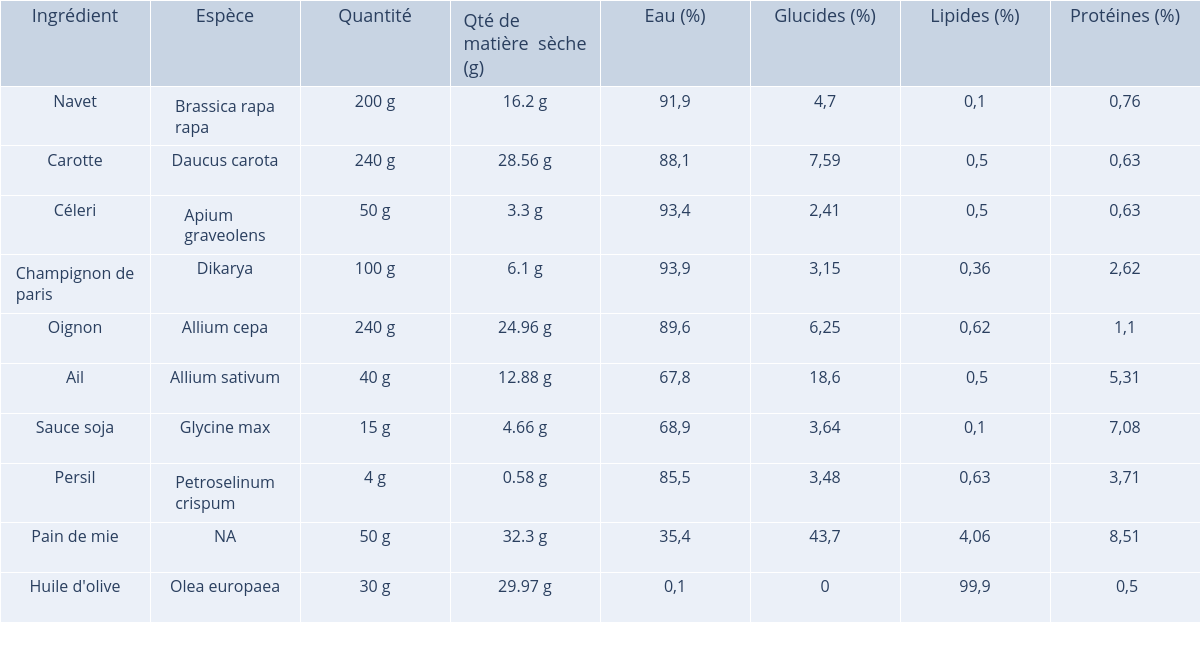 Ingrédient Espèce Quantité Qté de matière sèche (g) Eau (%) Glucides (%) Lipides (%) Protéines (%)
Navet Brassica rapa rapa 200 g 16.2 g 91,9 4,7 0,1 0,76
Carotte Daucus carota 240 g 28.56 g 88,1 7,59 0,5 0,63
Céleri Apium graveolens 50 g 3.3 g 93,4 2,41 0,5 0,63
Champignon de paris Dikarya 100 g 6.1 g 93,9 3,15 0,36 2,62
Oignon Allium cepa 240 g 24.96 g 89,6 6,25 0,62 1,1
Ail Allium sativum 40 g 12.88 g 67,8 18,6 0,5 5,31
Sauce soja Glycine max 15 g 4.66 g 68,9 3,64 0,1 7,08
Persil Petroselinum crispum 4 g 0.58 g 85,5 3,48 0,63 3,71
Pain de mie NA 50 g 32.3 g 35,4 43,7 4,06 8,51
Huile d'olive Olea europaea 30 g 29.97 g 0,1 0 99,9 0,5